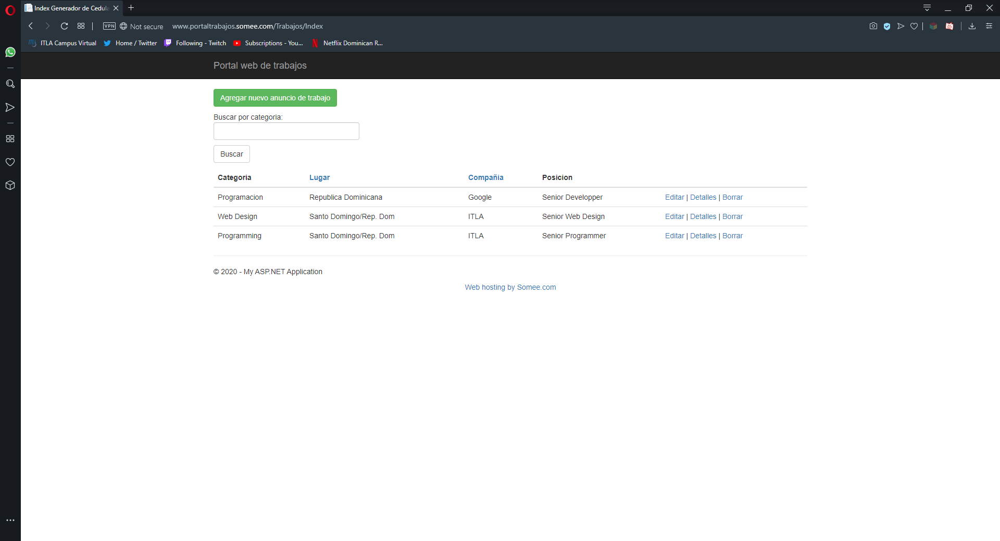 Index Generador de Cedula
VPN Not secure www.portaltrabajos.somee.com/Trabajos/Index
ITLA Campus Virtual Home / Twitter Following - Twitch Subscriptions - You... Netflix Dominican R...
Portal web de trabajos
Agregar nuevo anuncio de trabajo
Buscar por categoria:
Buscar
Categoria Lugar Compañia Posicion
Programacion Republica Dominicana Google Senior Developper Editar | Detalles | Borrar
Web Design Santo Domingo/Rep. Dom ITLA Senior Web Design Editar | Detalles | Borrar
Programming Santo Domingo/Rep. Dom ITLA Senior Programmer Editar | Detalles | Borrar
© 2020 - My ASP.NET Application
Web hosting by Somee.com